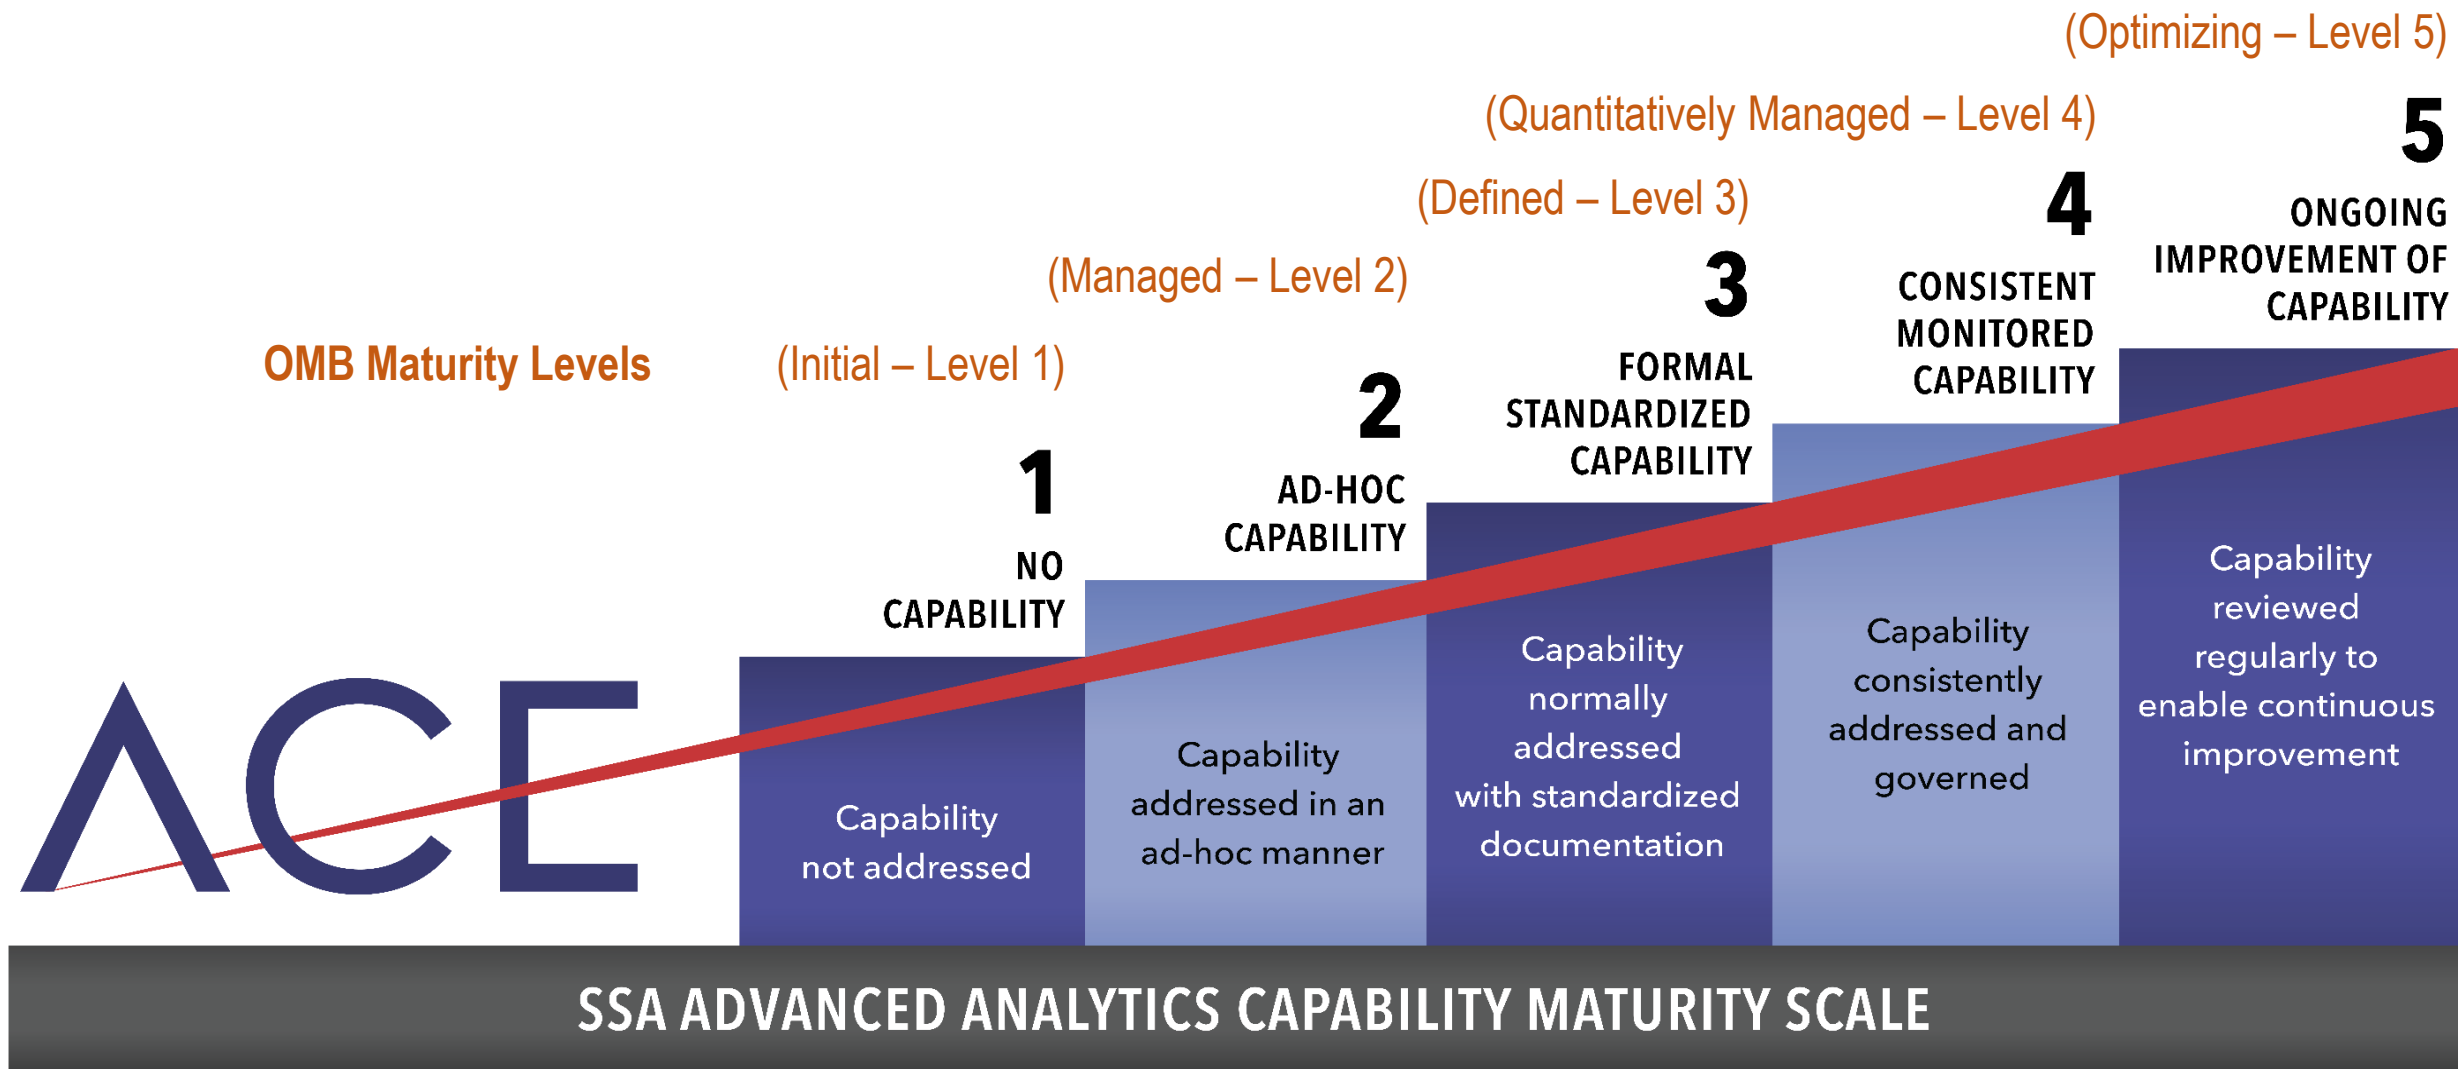 OMB Maturity Levels
(Initial – Level 1)
1
NO
CAPABILITY
Capability
not addressed
(Managed – Level 2)
2
AD-HOC
CAPABILITY
Capability
addressed in an
ad-hoc manner
(Defined – Level 3)
3
FORMAL
STANDARDIZED
CAPABILITY
Capability
normally
addressed
with standardized
documentation
(Quantitatively Managed – Level 4)
4
CONSISTENT
MONITORED
CAPABILITY
Capability
consistently
addressed and
governed
(Optimizing – Level 5)
5
ONGOING
IMPROVEMENT OF
CAPABILITY
Capability
reviewed
regularly to
enable continuous
improvement
ACE
SSA ADVANCED ANALYTICS CAPABILITY MATURITY SCALE